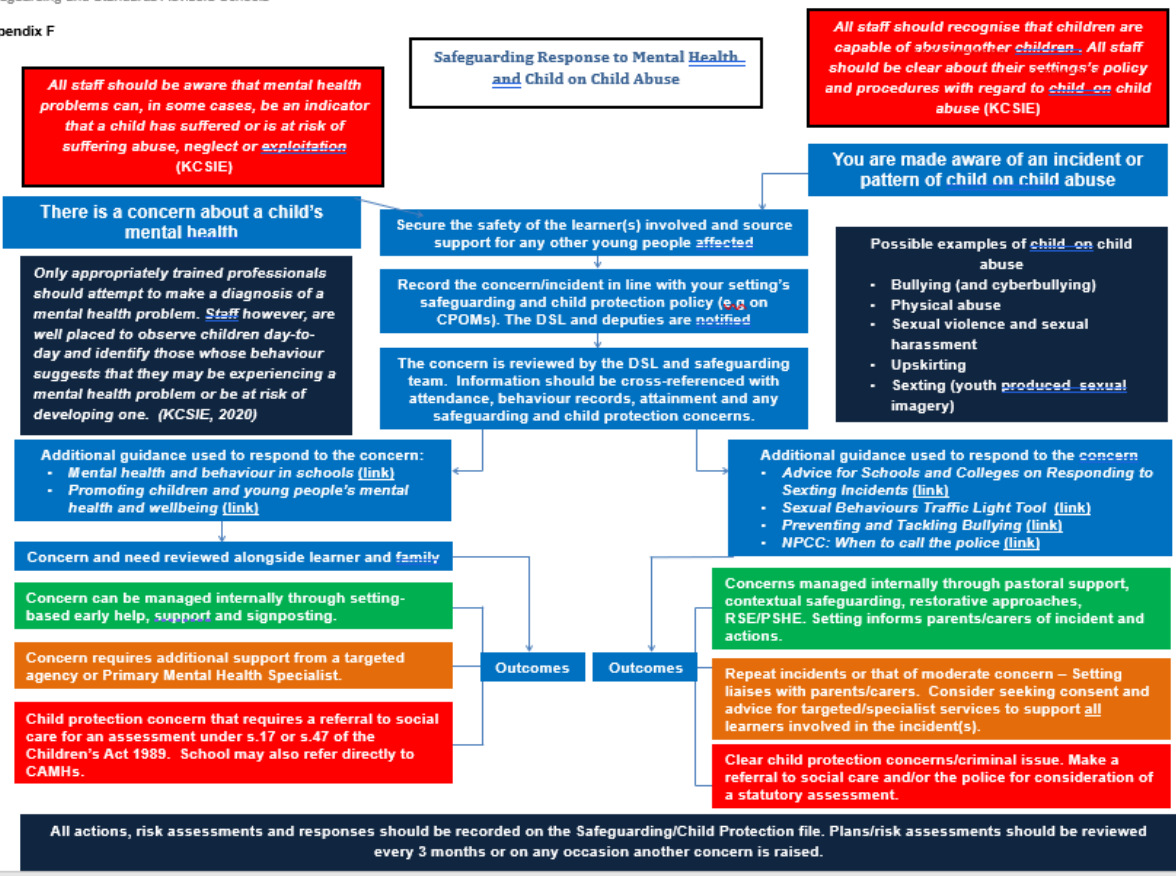 Safeguarding and Standards Advisors Schools
pendix F
Safeguarding Response to Mental Health
and Child on Child Abuse
All staff should recognise that children are
capable of abusingother children . All staff
should be clear about their settings's policy
and procedures with regard to child on child
abuse (KCSIE)
All staff should be aware that mental health
problems can, in some cases, be an indicator
that a child has suffered or is at risk of
suffering abuse, neglect or exploitation
(KCSIE)
You are made aware of an incident or
pattern of child on child abuse
There is a concern about a child's
mental health
Secure the safety of the learner(s) involved and source
support for any other young people affected
Only appropriately trained professionals
should attempt to make a diagnosis of a
mental health problem. Staff however, are
well placed to observe children day-to-
day and identify those whose behaviour
suggests that they may be experiencing a
mental health problem or be at risk of
developing one. (KCSIE, 2020)
Record the concern/incident in line with your setting's
safeguarding and child protection policy (e.g on
CPOMs). The DSL and deputies are notified
Possible examples of child on child
abuse
• Bullying (and cyberbullying)
• Physical abuse
• Sexual violence and sexual
harassment
• Upskirting
• Sexting (youth produced sexual
imagery)
The concern is reviewed by the DSL and safeguarding
team. Information should be cross-referenced with
attendance, behaviour records, attainment and any
safeguarding and child protection concerns.
Additional guidance used to respond to the concern:
• Mental health and behaviour in schools (link)
• Promoting children and young people's mental
health and wellbeing (link)
Additional guidance used to respond to the concern
• Advice for Schools and Colleges on Responding to
Sexting Incidents (link)
• Sexual Behaviours Traffic Light Tool (link)
• Preventing and Tackling Bullying (link)
• NPCC: When to call the police (link)
Concern and need reviewed alongside learner and family
Concern can be managed internally through setting-
based early help, support and signposting.
Concern requires additional support from a targeted
agency or Primary Mental Health Specialist.
Child protection concern that requires a referral to social
care for an assessment under s.17 or s.47 of the
Children's Act 1989. School may also refer directly to
CAMHs.
Outcomes
Outcomes
Concerns managed internally through pastoral support,
contextual safeguarding, restorative approaches,
RSE/PSHE. Setting informs parents/carers of incident and
actions.
Repeat incidents or that of moderate concern – Setting
liaises with parents/carers. Consider seeking consent and
advice for targeted/specialist services to support all
learners involved in the incident(s).
Clear child protection concerns/criminal issue. Make a
referral to social care and/or the police for consideration of
a statutory assessment.
All actions, risk assessments and responses should be recorded on the Safeguarding/Child Protection file. Plans/risk assessments should be reviewed
every 3 months or on any occasion another concern is raised.